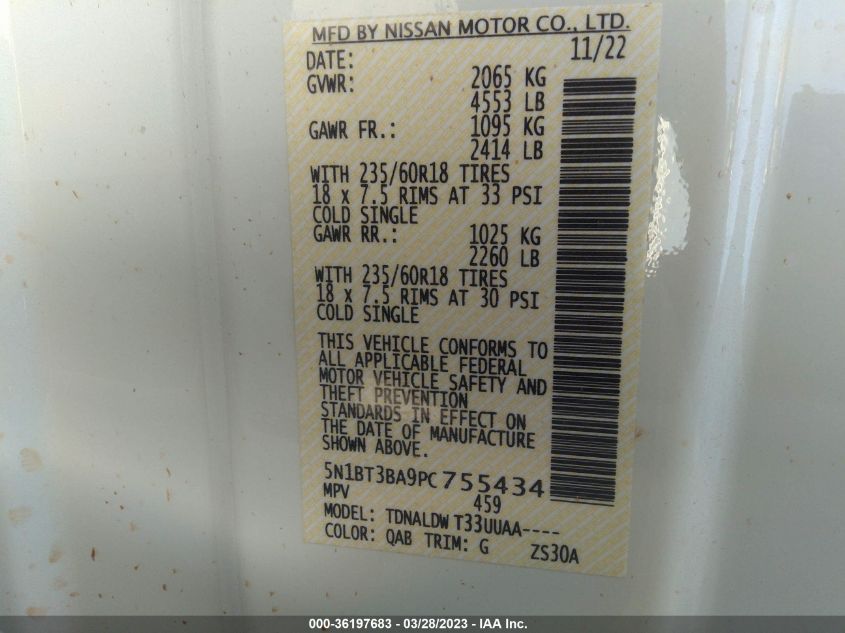 MFD BY NISSAN MOTOR CO., LTD.
DATE: 11/22
GVWR: 2065 KG
4553 LB
GAWR FR.: 1095 KG
2414 LB
WITH 235/60R18 TIRES
18 x 7.5 RIMS AT 33 PSI
COLD SINGLE
GAWR RR.: 1025 KG
2260 LB
WITH 235/60R18 TIRES
18 x 7.5 RIMS AT 30 PSI
COLD SINGLE
THIS VEHICLE CONFORMS TO
ALL APPLICABLE FEDERAL
MOTOR VEHICLE SAFETY AND
THEFT PREVENTION
STANDARDS IN EFFECT ON
THE DATE OF MANUFACTURE
SHOWN ABOVE.
5N1BT3BA9PC755434
MPV 459
MODEL: TDNALDW T33UUAA----
COLOR: QAB TRIM: G ZS30A
000-36197683 - 03/28/2023 - IAA Inc.